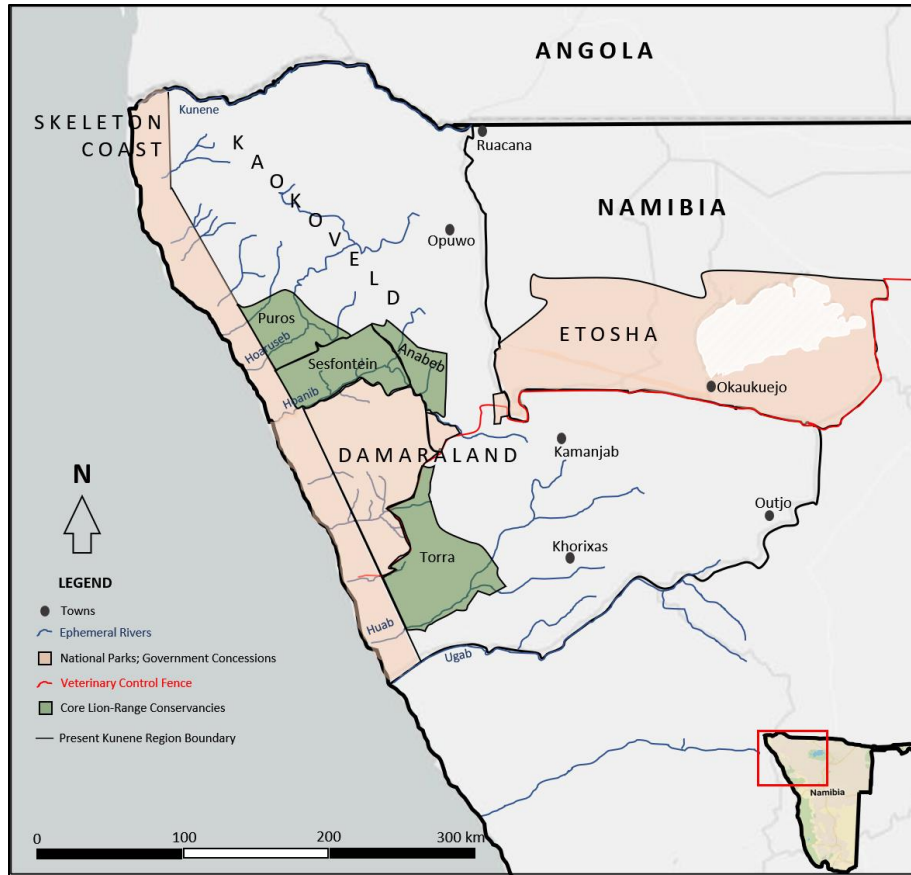 ANGOLA
SKELETON
COAST
Kunene
Ruacana
KAOKOVELD
NAMIBIA
Opuwo
Puros
ETOSHA
Hoaruseb
Sesfontein
Anabeb
Okaukuejo
Hoanib
DAMARALAND
Kamanjab
N
Outjo
Torra
Khorixas
LEGEND
Towns
Huab
Ephemeral Rivers
Ugab
National Parks; Government Concessions
Veterinary Control Fence
Core Lion-Range Conservancies
Present Kunene Region Boundary
Namibia
0 100 200 300 km